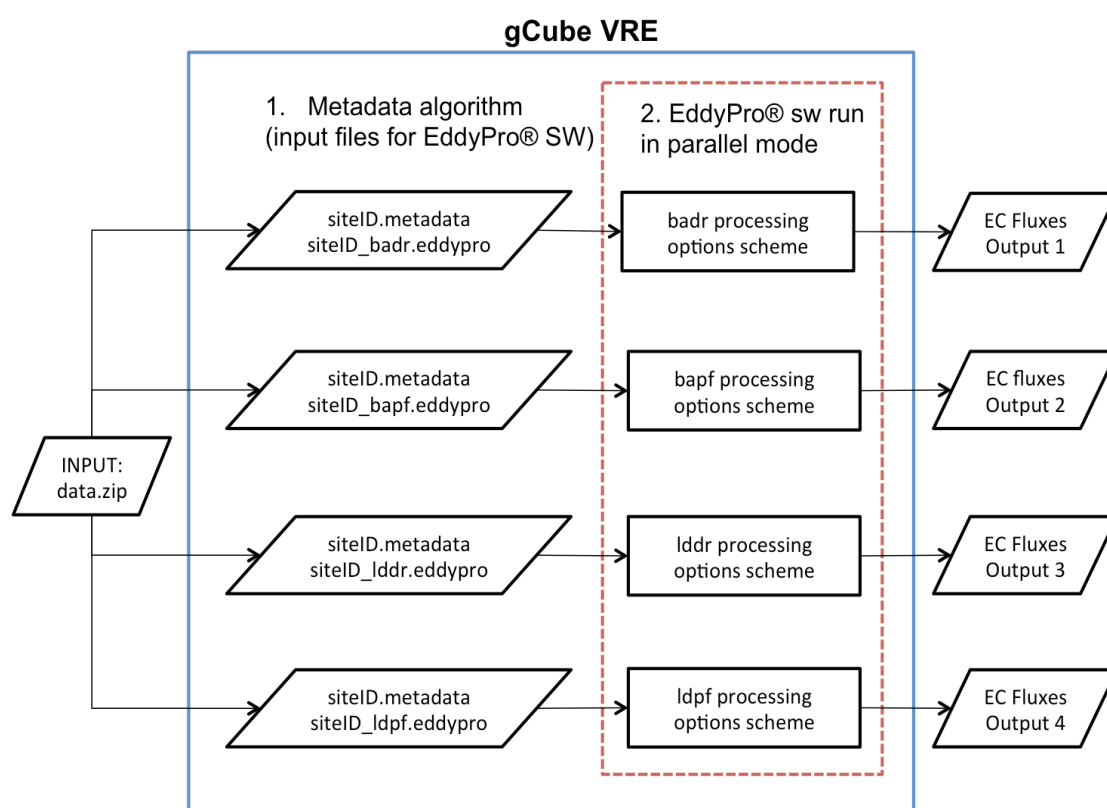 gCube VRE
1. Metadata algorithm
(input files for EddyPro® SW)
2. EddyPro® sw run
in parallel mode
siteID.metadata
siteID_badr.eddypro
badr processing
options scheme
EC Fluxes
Output 1
siteID.metadata
siteID_bapf.eddypro
bapf processing
options scheme
EC fluxes
Output 2
INPUT:
data.zip
siteID.metadata
siteID_lddr.eddypro
lddr processing
options scheme
EC Fluxes
Output 3
siteID.metadata
siteID_ldpf.eddypro
ldpf processing
options scheme
EC Fluxes
Output 4